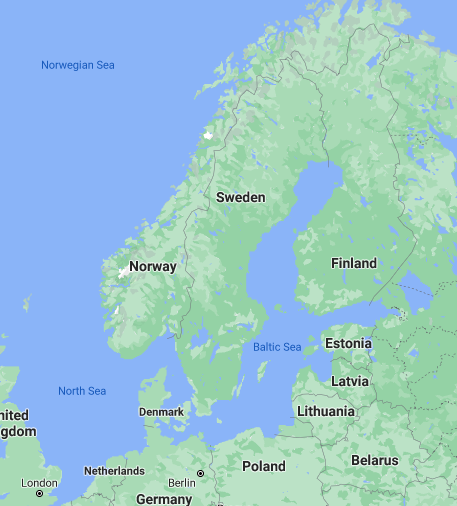 Norwegian Sea
Sweden
Finland
Norway
Estonia
Baltic Sea
Latvia
North Sea
Denmark
Lithuania
nited
gdom
Netherlands
Poland
Belarus
London
Berlin
Germany